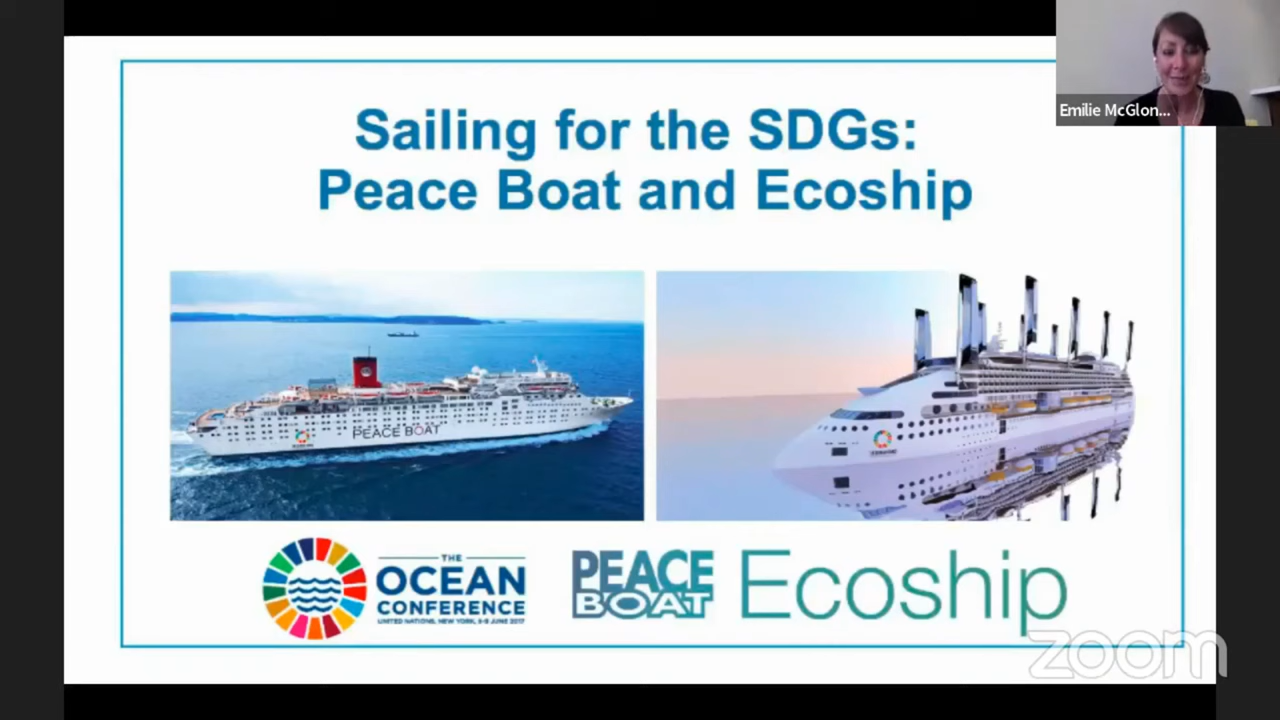 Sailing for the SDGs:
Peace Boat and Ecoship
Emilie McGlon...
PEACE BOAT
THE
OCEAN
CONFERENCE
UNITED NATIONS, NEW YORK, 5-9 JUNE 2017
PEACE
BOAT
Ecoship
zoom